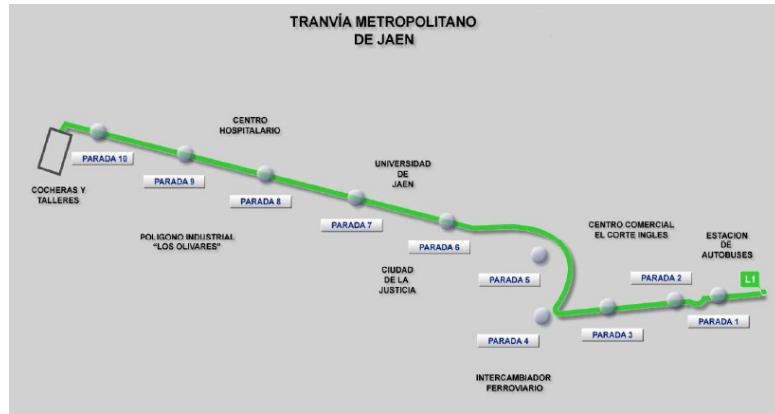 TRANVÍA METROPOLITANO
DE JAEN
CENTRO
HOSPITALARIO
PARADA 10
PARADA 9
PARADA 8
PARADA 7
PARADA 6
COCHERAS Y
TALLERES
POLIGONO INDUSTRIAL
"LOS OLIVARES"
UNIVERSIDAD
DE
JAEN
CIUDAD
DE LA
JUSTICIA
PARADA 5
PARADA 4
INTERCAMBIADOR
FERROVIARIO
CENTRO COMERCIAL
EL CORTE INGLES
PARADA 3
PARADA 2
ESTACION
DE
AUTOBUSES
L1
PARADA 1